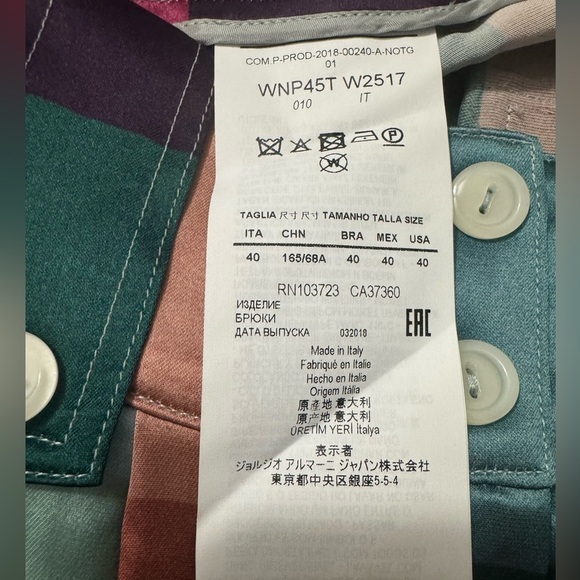 COM.P-PROD-2018-00240-A-NOTG
01
WNP45T W2517
010 IT
W
TAGLIA 尺寸 尺寸 TAMANHO TALLA SIZE
ITA CHN BRA MEX USA
40 165/68A 40 40 40
RN103723 CA37360
ИЗДЕЛИЕ
БРЮКИ
ДАТА ВЫПУСКА 032018
EAC
Made in Italy
Fabriqué en Italie
Hecho en Italia
Origem Itália
原産地 意大利
原產地 意大利
ÜRETİM YERİ İtalya
表示者
ジョルジオ アルマーニ ジャパン株式会社
東京都中央区銀座5-5-4